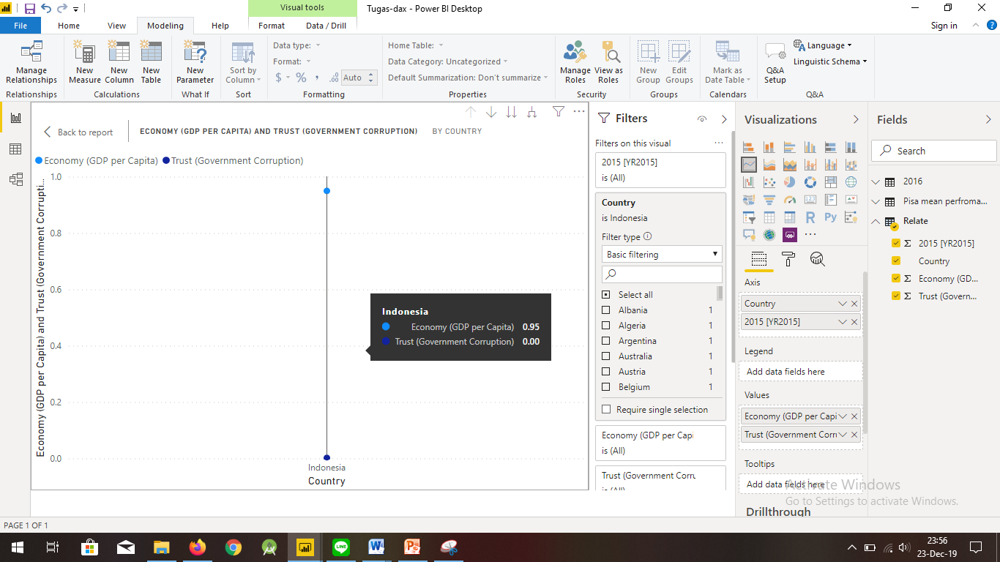 Visual tools
Tugas-dax - Power BI Desktop
File Home View Modeling Help Format Data / Drill
Sign in
Manage Relationships
New Measure
New Column
New Table
New Parameter
Sort by Column
Data type:
Format:
$ % , .00 Auto
Home Table:
Data Category: Uncategorized
Default Summarization: Don't summarize
Manage Roles
View as Roles
New Group
Edit Groups
Mark as Date Table
Q&A Setup
Language
Linguistic Schema
Relationships Calculations What If Sort Formatting Properties Security Groups Calendars Q&A
Back to report
ECONOMY (GDP PER CAPITA) AND TRUST (GOVERNMENT CORRUPTION) BY COUNTRY
Economy (GDP per Capita) Trust (Government Corruption)
Economy (GDP per Capita) and Trust (Government Corrupti...
1.0
0.8
0.6
0.4
0.2
0.0
Indonesia
Economy (GDP per Capita) 0.95
Trust (Government Corruption) 0.00
Indonesia
Country
Filters
Filters on this visual
2015 [YR2015]
is (All)
Country
is Indonesia
Filter type
Basic filtering
Select all
Albania 1
Algeria 1
Argentina 1
Australia 1
Austria 1
Belgium 1
Require single selection
Economy (GDP per Capi
is (All)
Trust (Government Corru
is (All)
Visualizations
R Py
Axis
Country
2015 [YR2015]
Legend
Add data fields here
Values
Economy (GDP per Capi
Trust (Government Corr
Tooltips
Add data fields here
Drillthrough
Fields
Search
2016
Pisa mean perfroma...
Relate
2015 [YR2015]
Country
Economy (GD...
Trust (Govern...
Activate Windows
Go to Settings to activate Windows.
PAGE 1 OF 1
23:56
23-Dec-19